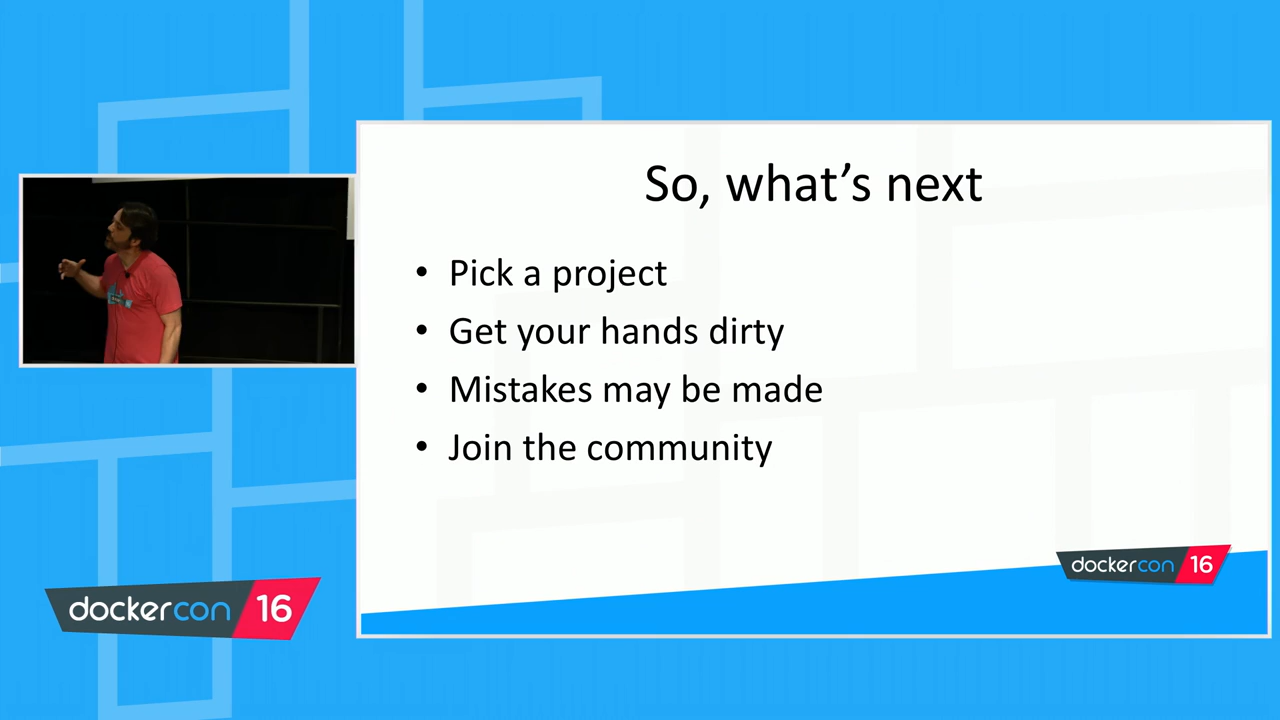 So, what's next
• Pick a project
• Get your hands dirty
• Mistakes may be made
• Join the community
dockercon 16
dockercon 16